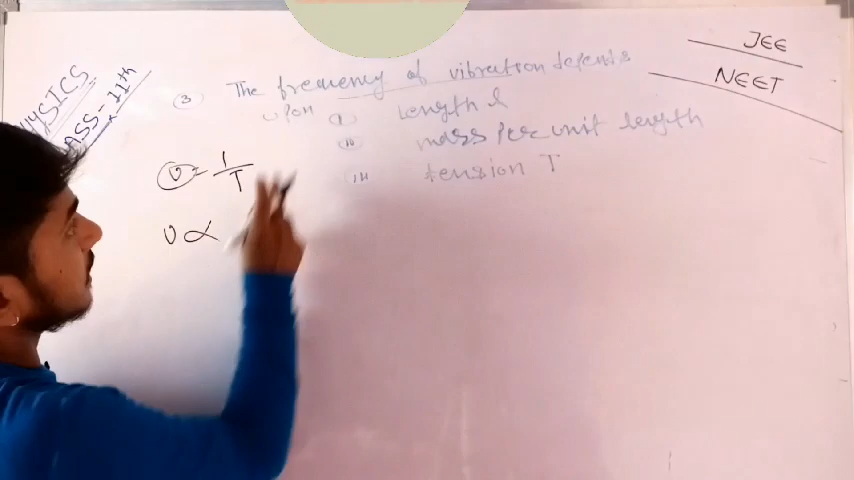 JEE
NEET
PHYSICS
CLASS-11th
(3) The frequency of vibration depends
upon (i) length l
(ii) mass per unit length
(iii) tension T
ν = 1/T
ν ∝